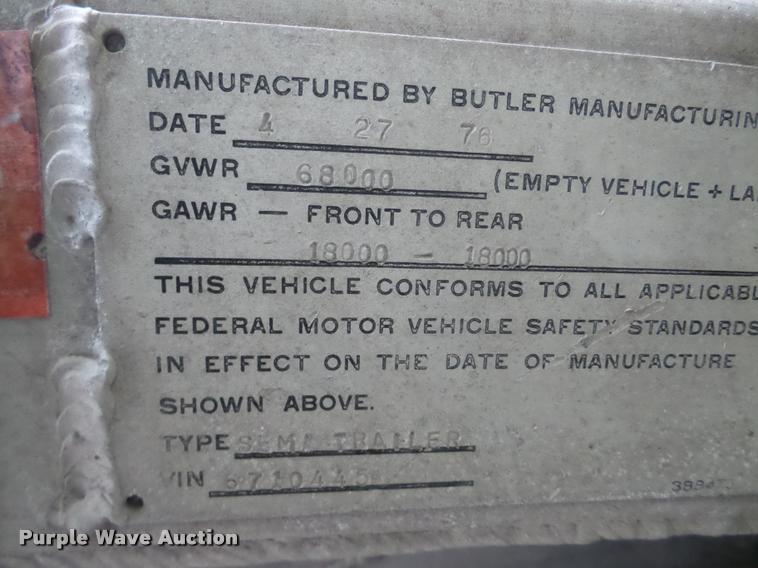 MANUFACTURED BY BUTLER MANUFACTURIN
DATE 4 27 76
GVWR 68000 (EMPTY VEHICLE + LA
GAWR — FRONT TO REAR
18000 — 18000
THIS VEHICLE CONFORMS TO ALL APPLICABL
FEDERAL MOTOR VEHICLE SAFETY STANDARDS
IN EFFECT ON THE DATE OF MANUFACTURE
SHOWN ABOVE.
TYPE SEMI TRAILER
VIN
Purple Wave Auction